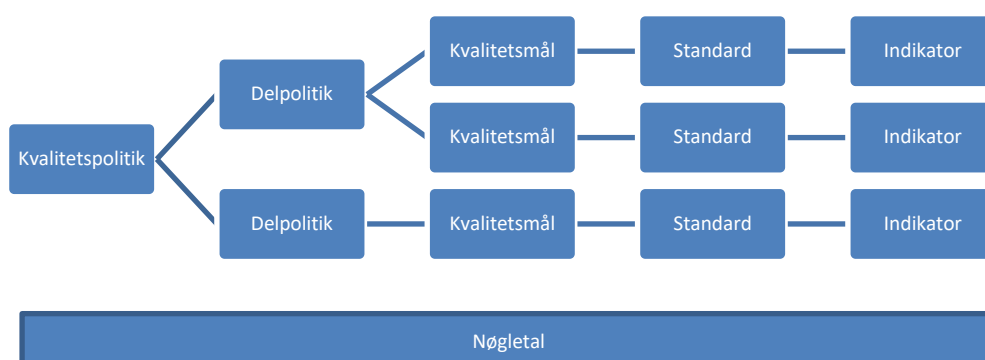 Kvalitetspolitik
Delpolitik
Kvalitetsmål
Standard
Indikator
Kvalitetsmål
Standard
Indikator
Delpolitik
Kvalitetsmål
Standard
Indikator
Nøgletal